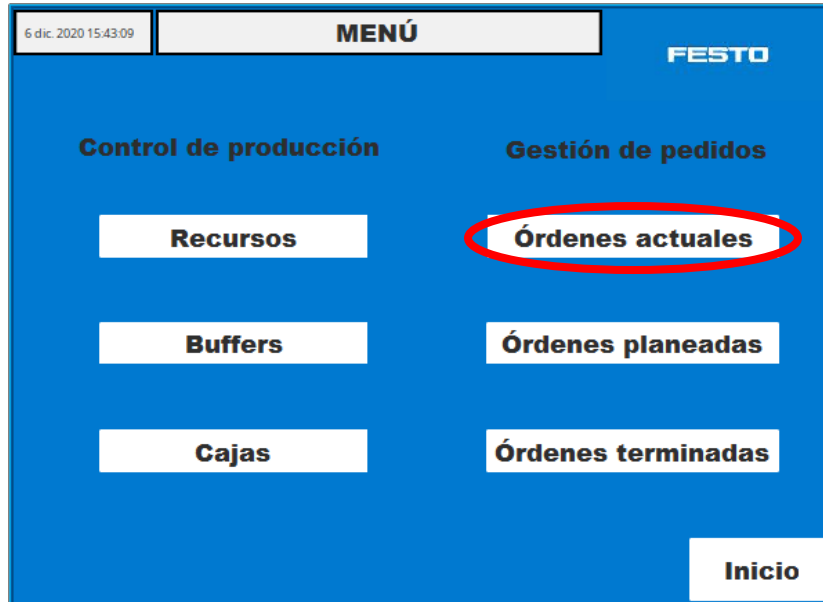 6 dic. 2020 15:43:09
MENÚ
FESTO
Control de producción
Gestión de pedidos
Recursos
Órdenes actuales
Buffers
Órdenes planeadas
Cajas
Órdenes terminadas
Inicio